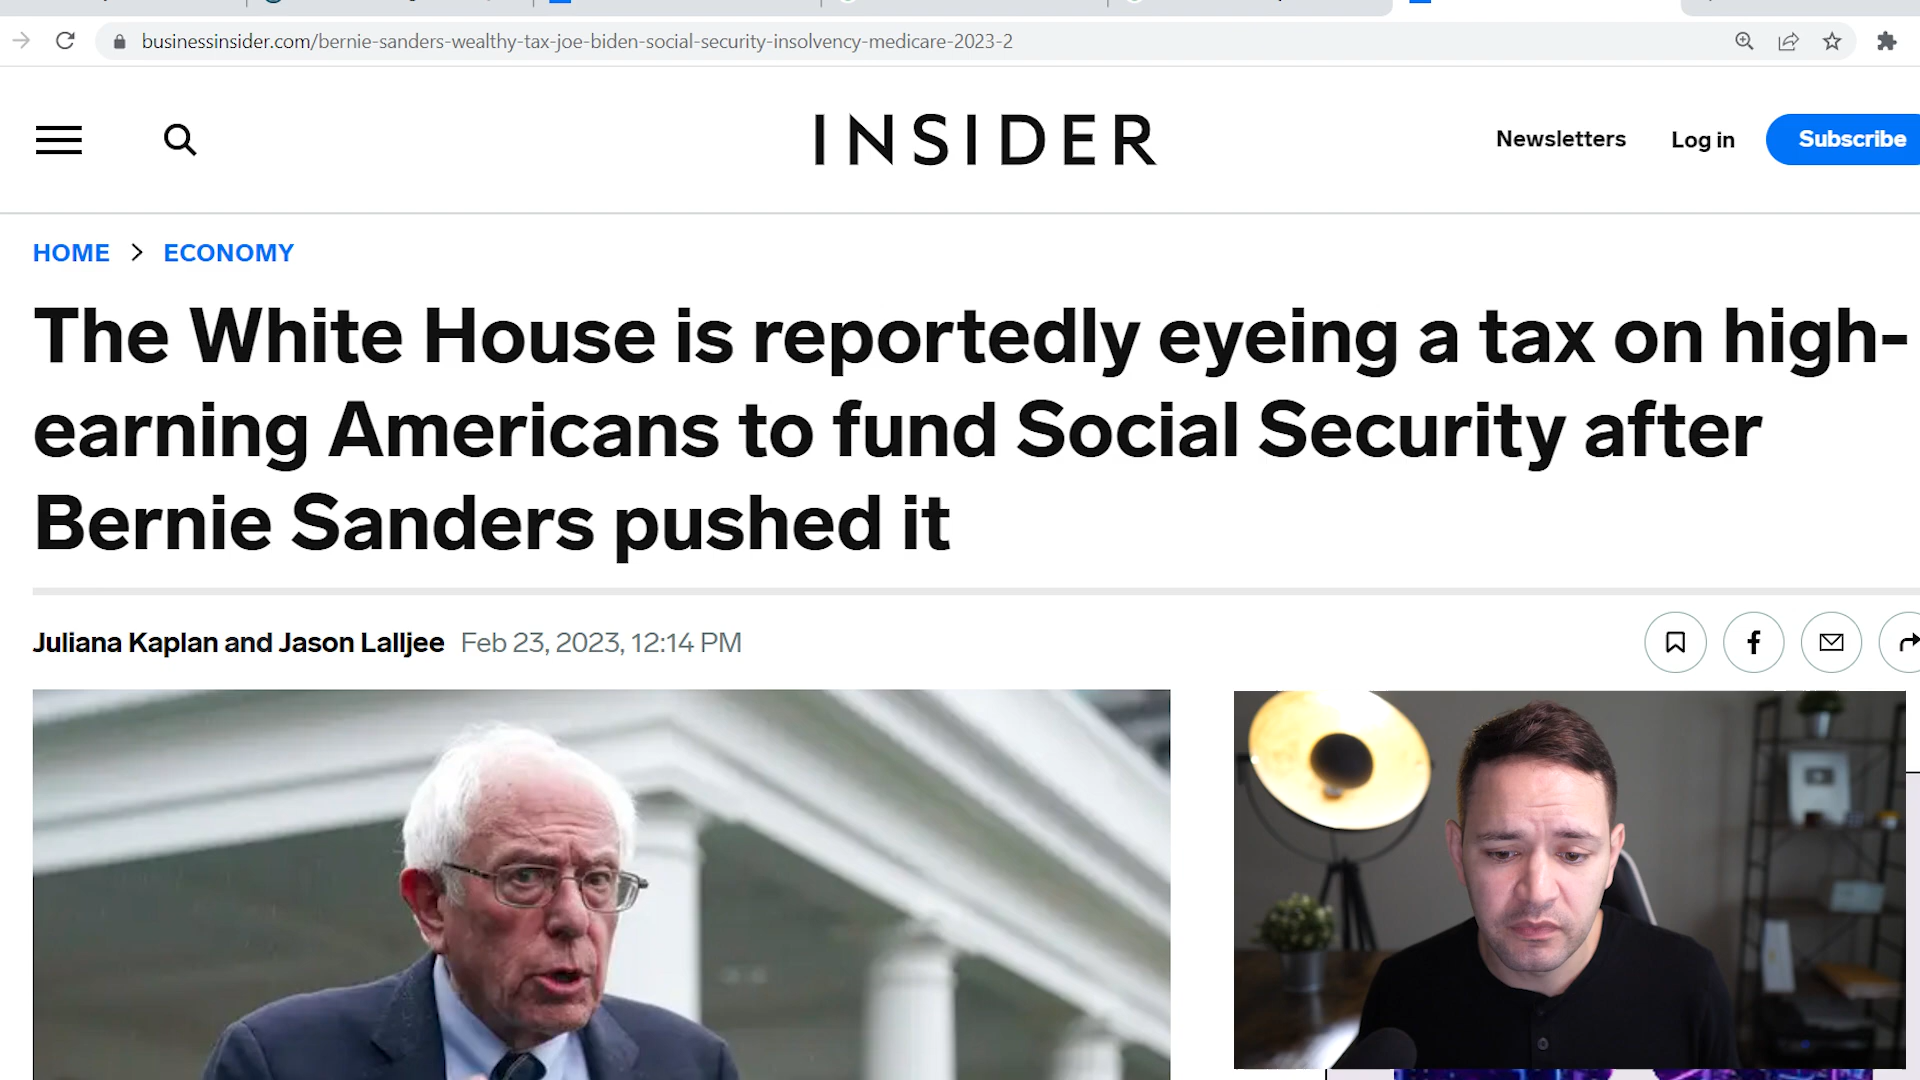 businessinsider.com/bernie-sanders-wealthy-tax-joe-biden-social-security-insolvency-medicare-2023-2
INSIDER
Newsletters
Log in
Subscribe
HOME > ECONOMY
The White House is reportedly eyeing a tax on high-
earning Americans to fund Social Security after
Bernie Sanders pushed it
Juliana Kaplan and Jason Lalljee Feb 23, 2023, 12:14 PM